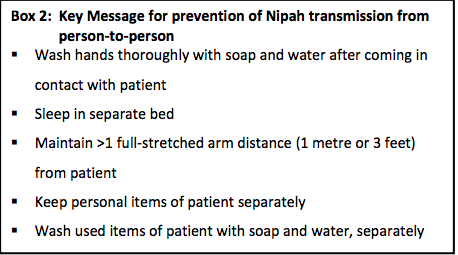 Box 2: Key Message for prevention of Nipah transmission from
person-to-person
▪ Wash hands thoroughly with soap and water after coming in
contact with patient
▪ Sleep in separate bed
▪ Maintain >1 full-stretched arm distance (1 metre or 3 feet)
from patient
▪ Keep personal items of patient separately
▪ Wash used items of patient with soap and water, separately